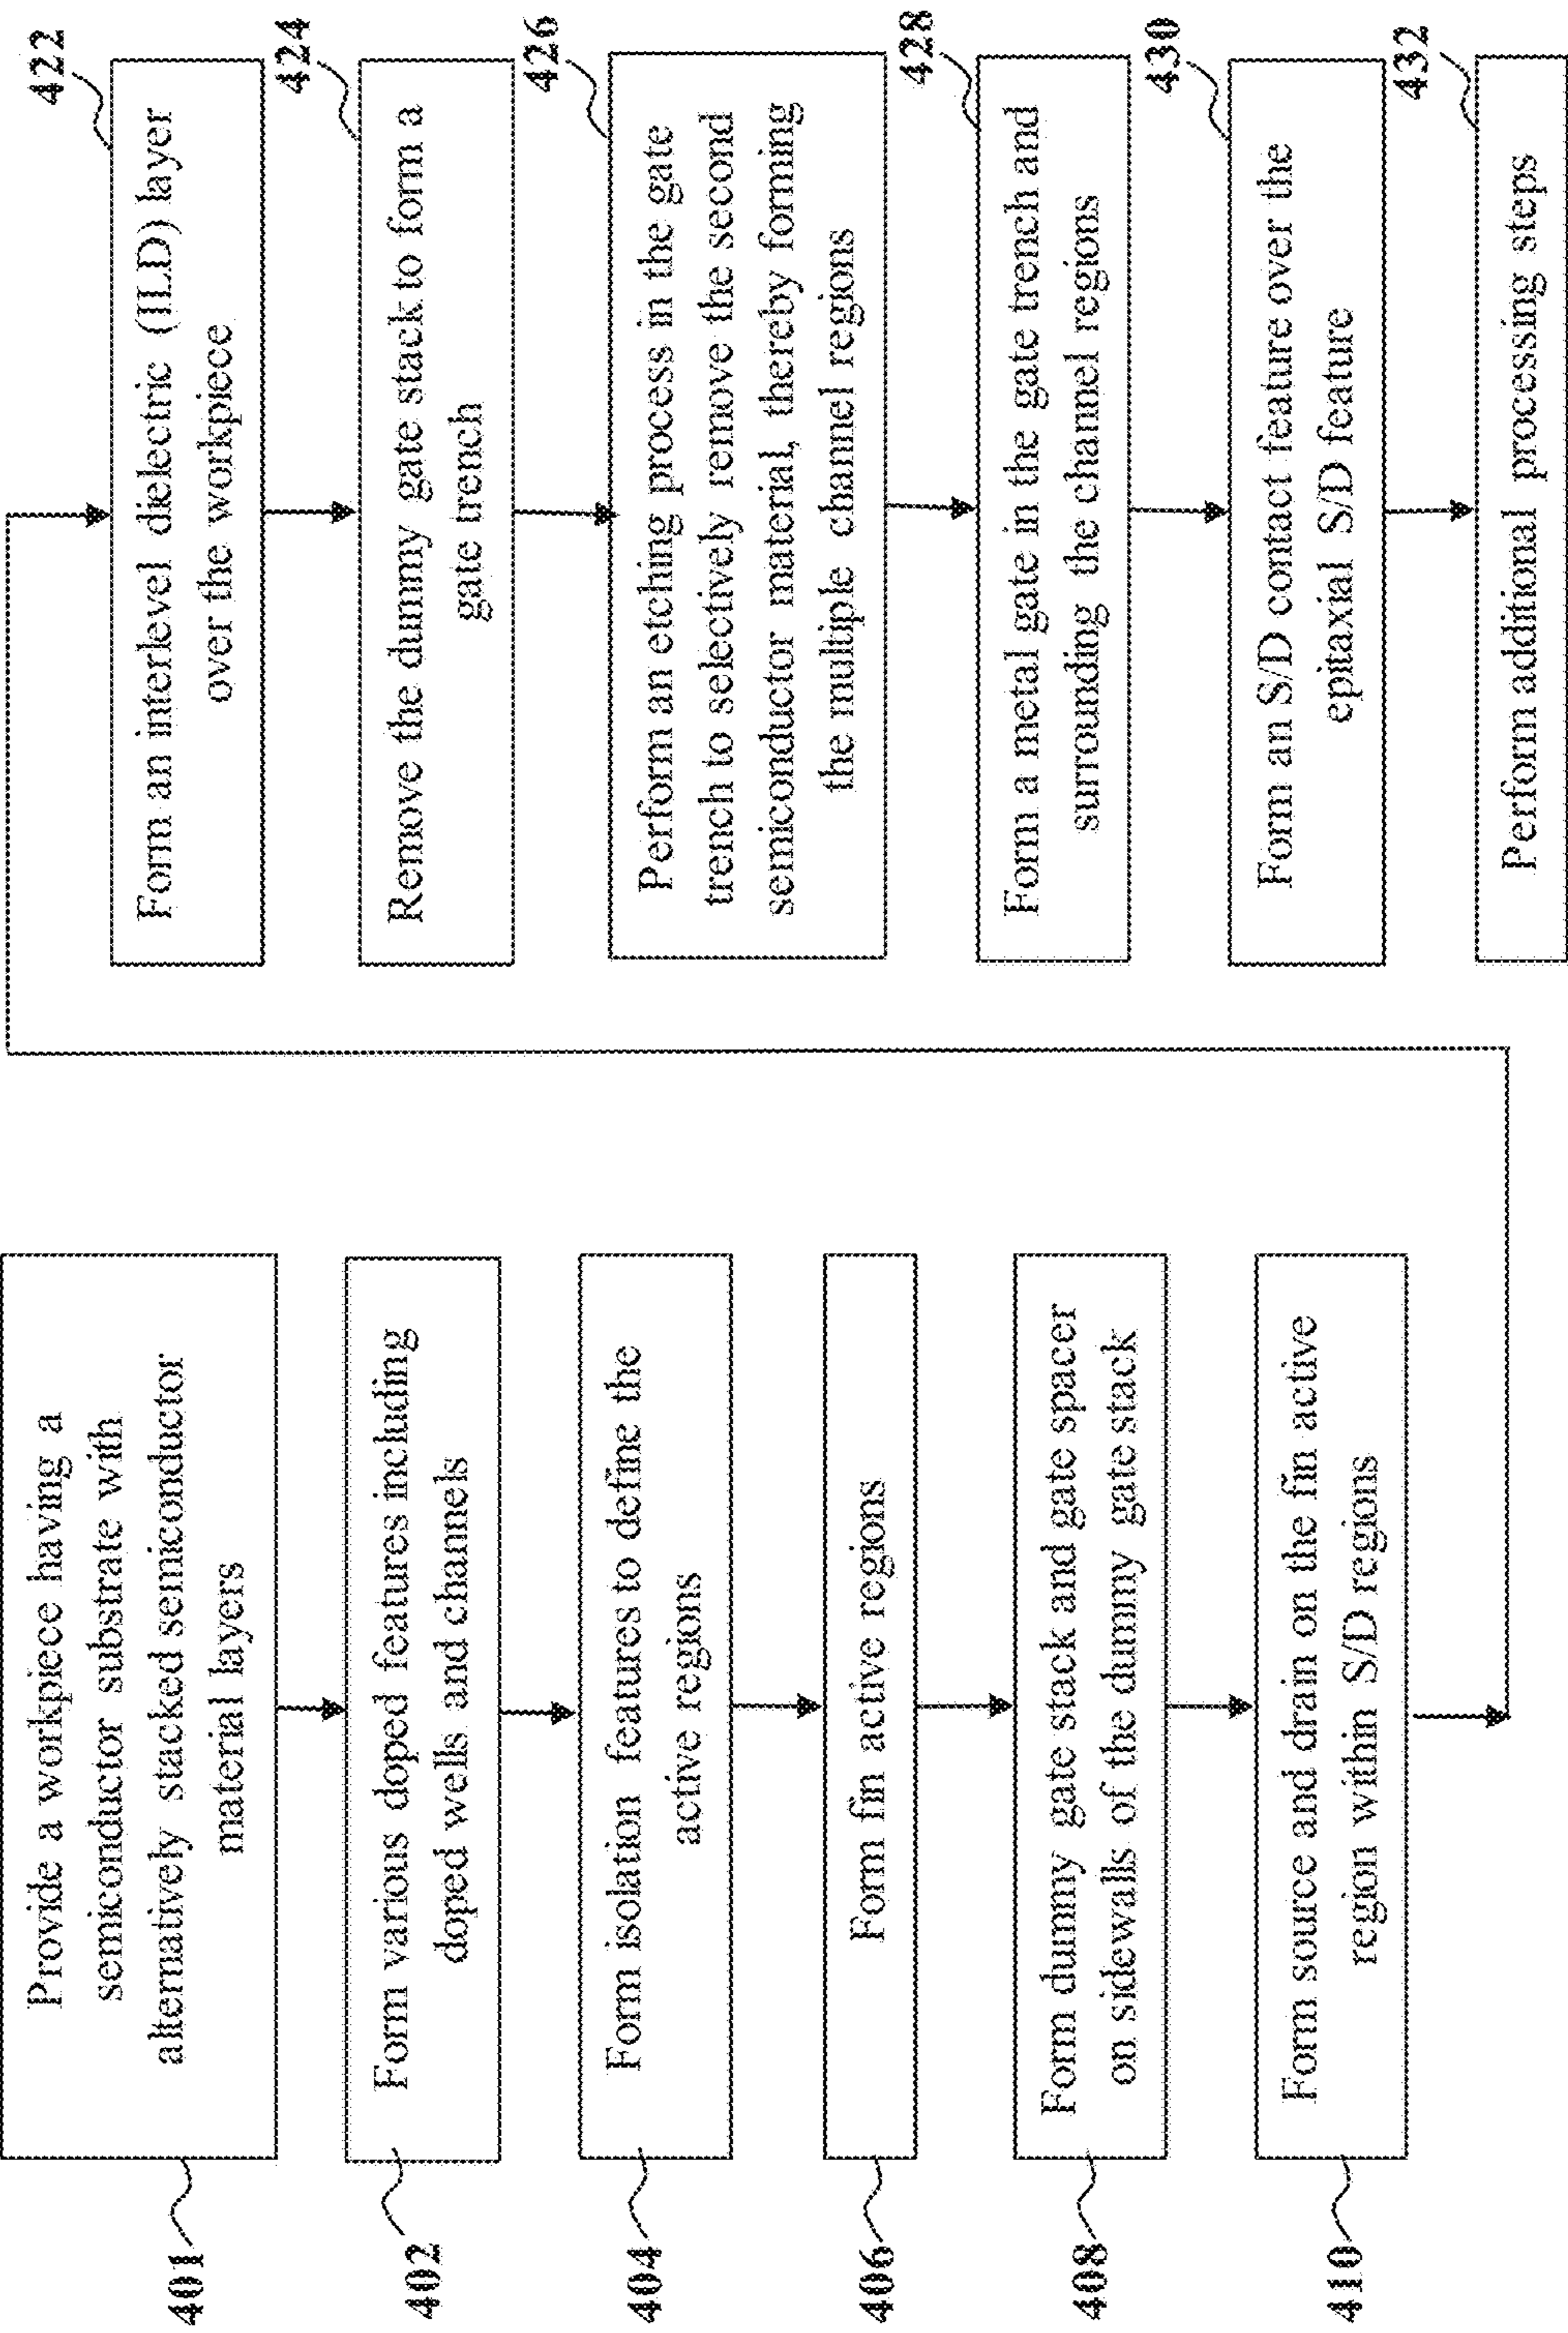 Provide a workpiece having a
semiconductor substrate with
alternatively stacked semiconductor
material layers
401
Form various doped features including
doped wells and channels
402
Form isolation features to define the
active regions
404
Form fin active regions
406
Form dummy gate stack and gate spacer
on sidewalls of the dummy gate stack
408
Form source and drain on the fin active
region within S/D regions
410
422
Form an interlevel dielectric (ILD) layer
over the workpiece
424
Remove the dummy gate stack to form a
gate trench
426
Perform an etching process in the gate
trench to selectively remove the second
semiconductor material, thereby forming
the multiple channel regions
428
Form a metal gate in the gate trench and
surrounding the channel regions
430
Form an S/D contact feature over the
epitaxial S/D feature
432
Perform additional processing steps